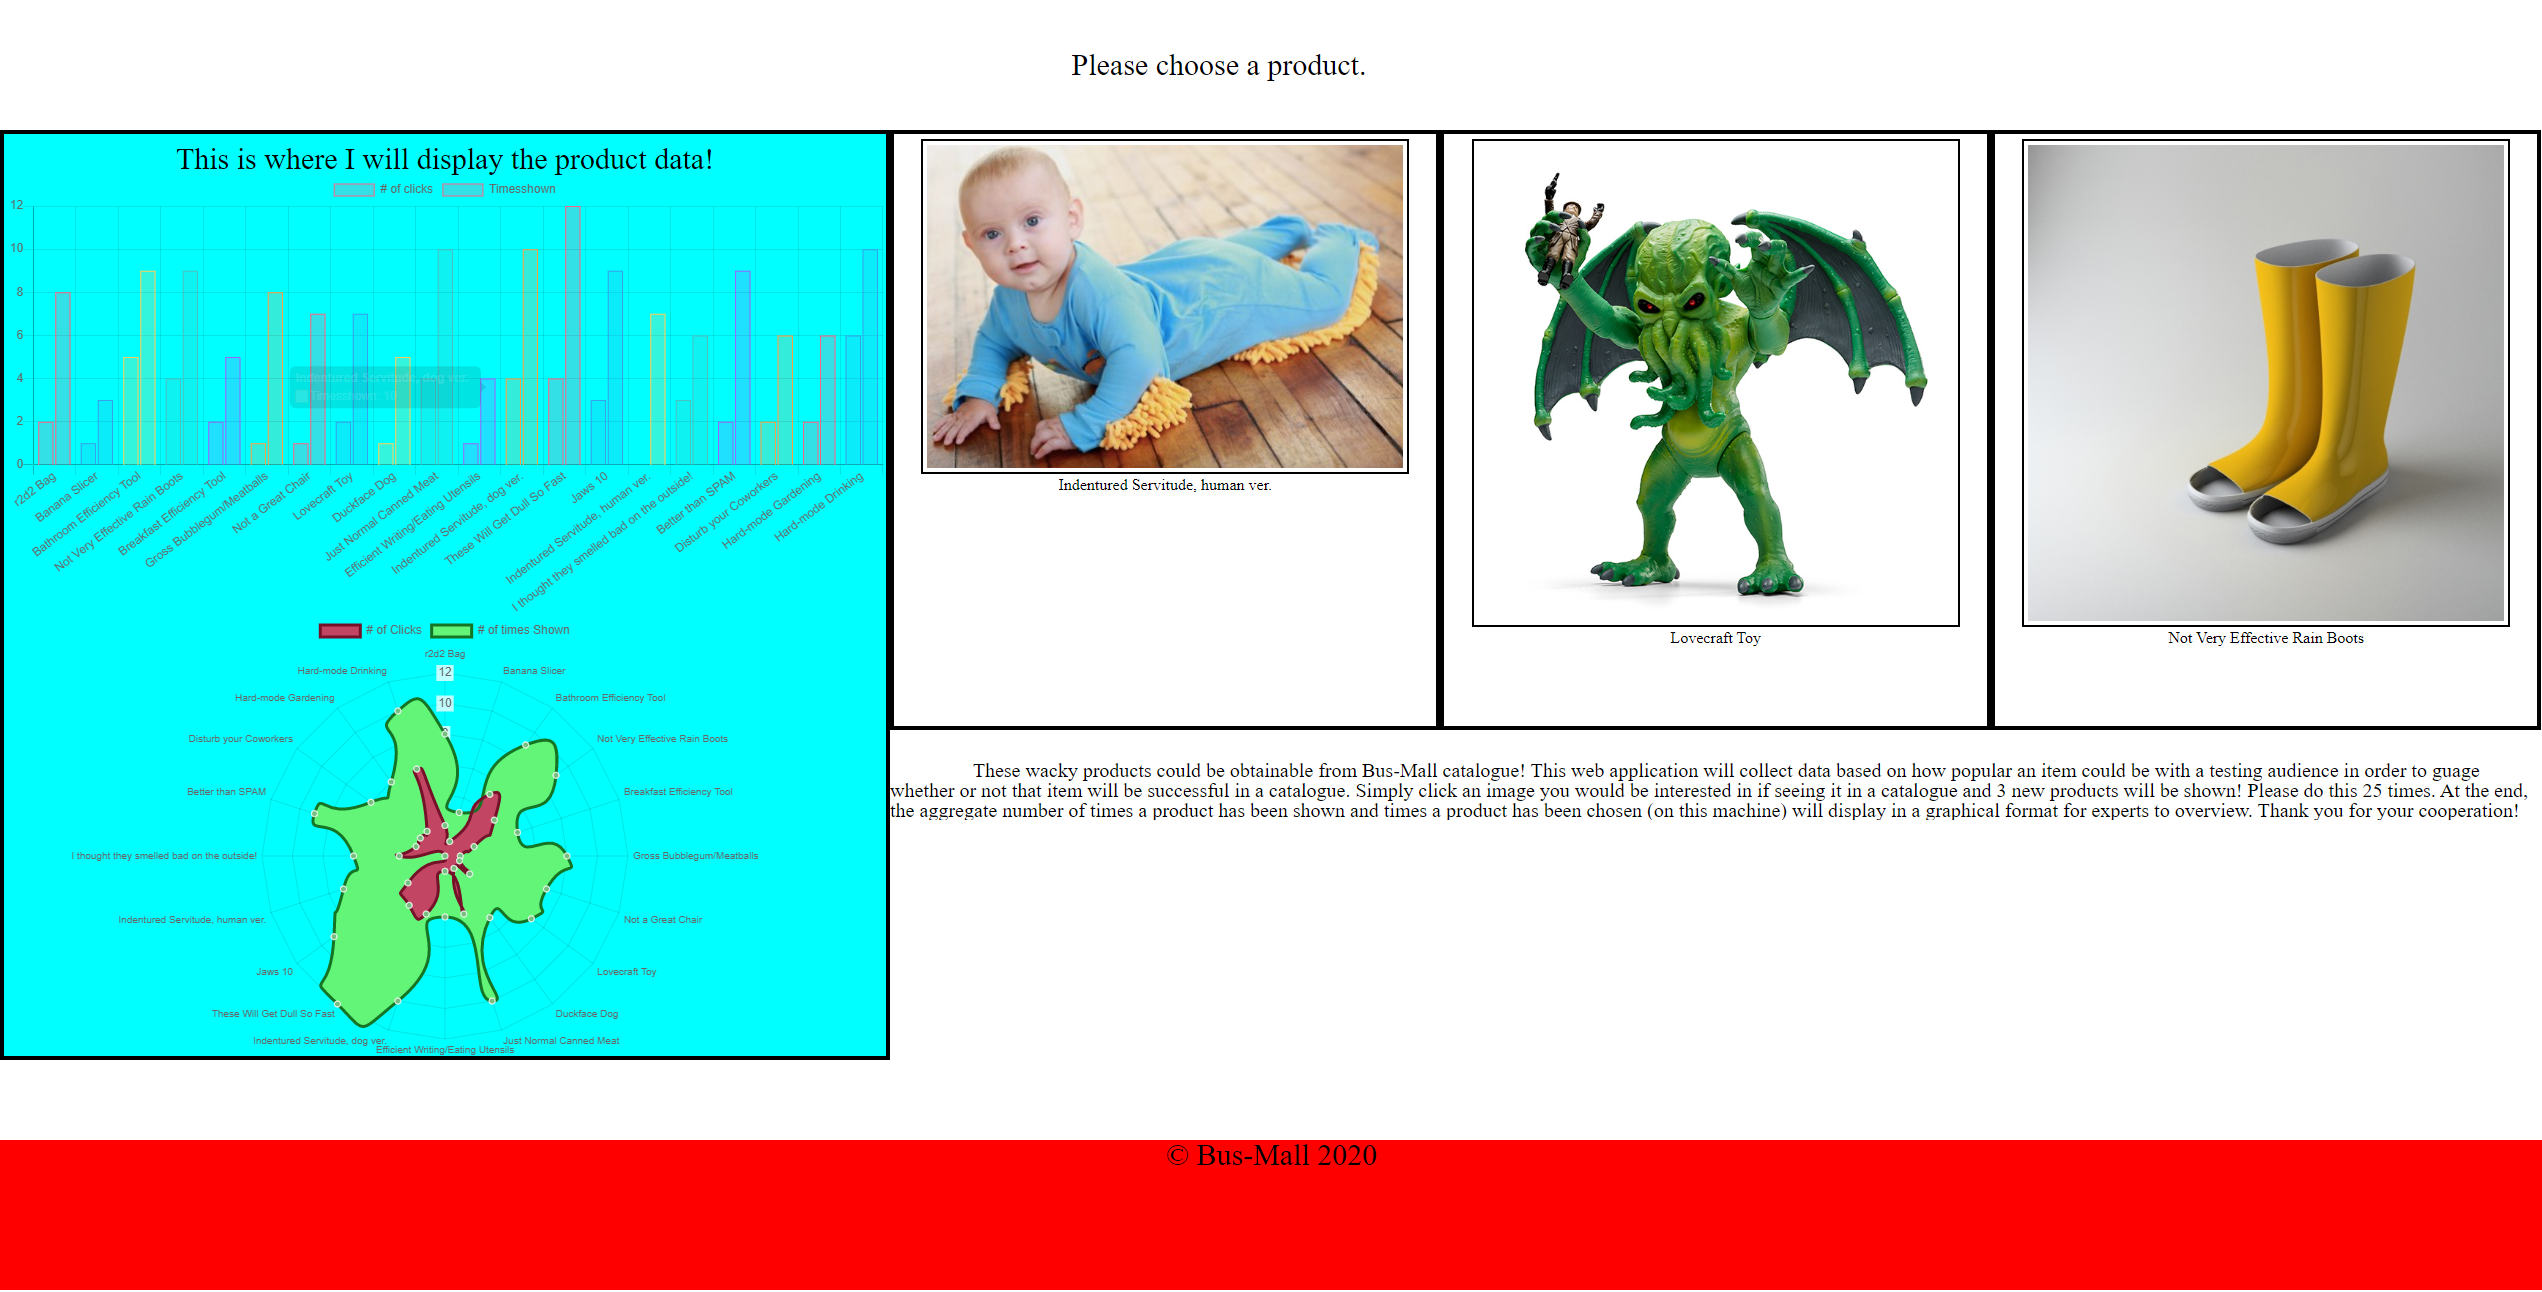 Please choose a product.
This is where I will display the product data!
# of clicks
Timesshown
12
10
8
6
4
2
0
Indentured Servitude, dog ver.
Timesshown: 10
r2d2 Bag
Banana Slicer
Bathroom Efficiency Tool
Not Very Effective Rain Boots
Breakfast Efficiency Tool
Gross Bubblegum/Meatballs
Not a Great Chair
Lovecraft Toy
Duckface Dog
Just Normal Canned Meat
Efficient Writing/Eating Utensils
Indentured Servitude, dog ver.
These Will Get Dull So Fast
Jaws 10
Indentured Servitude, human ver.
I thought they smelled bad on the outside!
Better than SPAM
Disturb your Coworkers
Hard-mode Gardening
Hard-mode Drinking
# of Clicks
# of times Shown
12
10
r2d2 Bag
Banana Slicer
Bathroom Efficiency Tool
Not Very Effective Rain Boots
Breakfast Efficiency Tool
Gross Bubblegum/Meatballs
Not a Great Chair
Lovecraft Toy
Duckface Dog
Just Normal Canned Meat
Efficient Writing/Eating Utensils
Indentured Servitude, dog ver.
These Will Get Dull So Fast
Jaws 10
Indentured Servitude, human ver.
I thought they smelled bad on the outside!
Better than SPAM
Disturb your Coworkers
Hard-mode Gardening
Hard-mode Drinking
Indentured Servitude, human ver.
Lovecraft Toy
Not Very Effective Rain Boots
These wacky products could be obtainable from Bus-Mall catalogue! This web application will collect data based on how popular an item could be with a testing audience in order to guage
whether or not that item will be successful in a catalogue. Simply click an image you would be interested in if seeing it in a catalogue and 3 new products will be shown! Please do this 25 times. At the end,
the aggregate number of times a product has been shown and times a product has been chosen (on this machine) will display in a graphical format for experts to overview. Thank you for your cooperation!
© Bus-Mall 2020